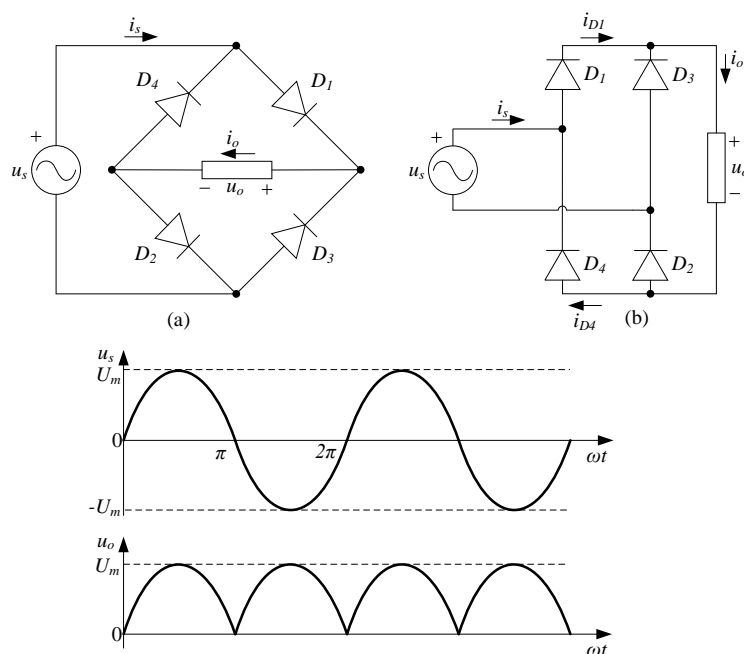 i_s
D_4
D_1
+
u_s
i_o
− u_o +
D_2
D_3
(a)
i_D1
i_o
D_1
D_3
i_s
+
u_s
+
u_o
−
D_4
D_2
i_D4
(b)
u_s
U_m
0
π
2π
ωt
-U_m
u_o
U_m
0
ωt